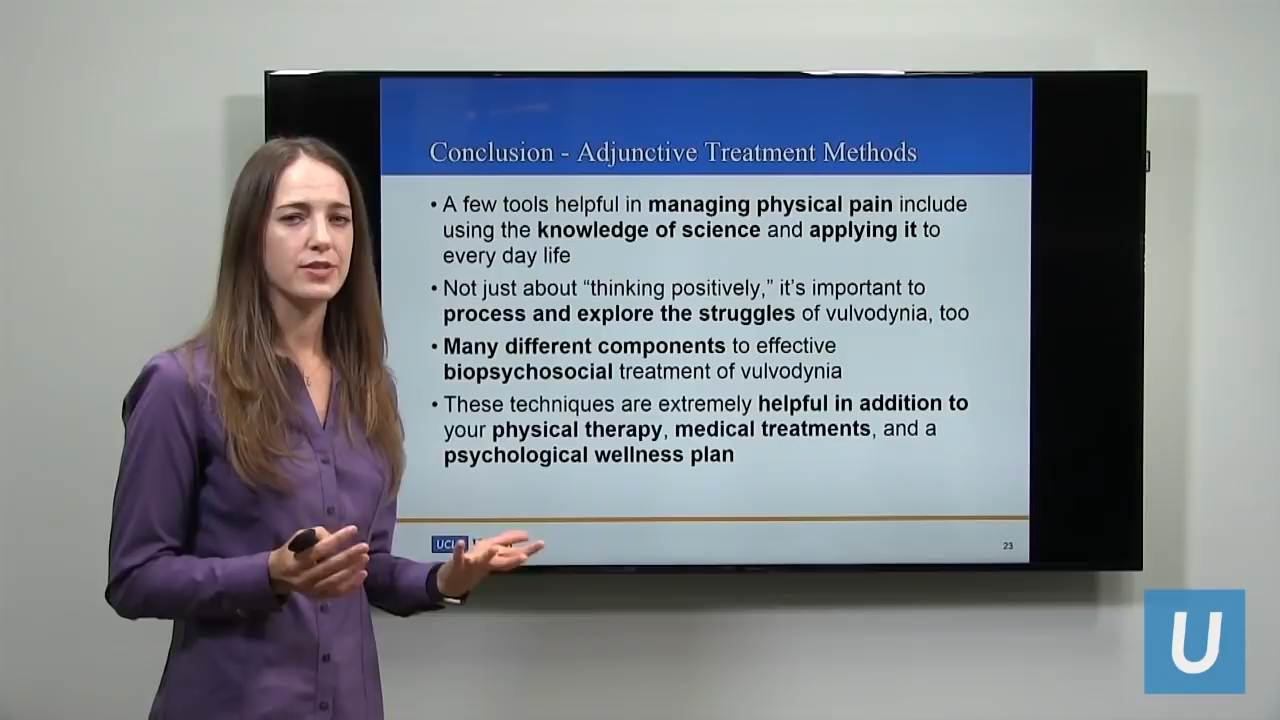 Conclusion - Adjunctive Treatment Methods
• A few tools helpful in managing physical pain include
using the knowledge of science and applying it to
every day life
• Not just about “thinking positively,” it’s important to
process and explore the struggles of vulvodynia, too
• Many different components to effective
biopsychosocial treatment of vulvodynia
• These techniques are extremely helpful in addition to
your physical therapy, medical treatments, and a
psychological wellness plan
23
U